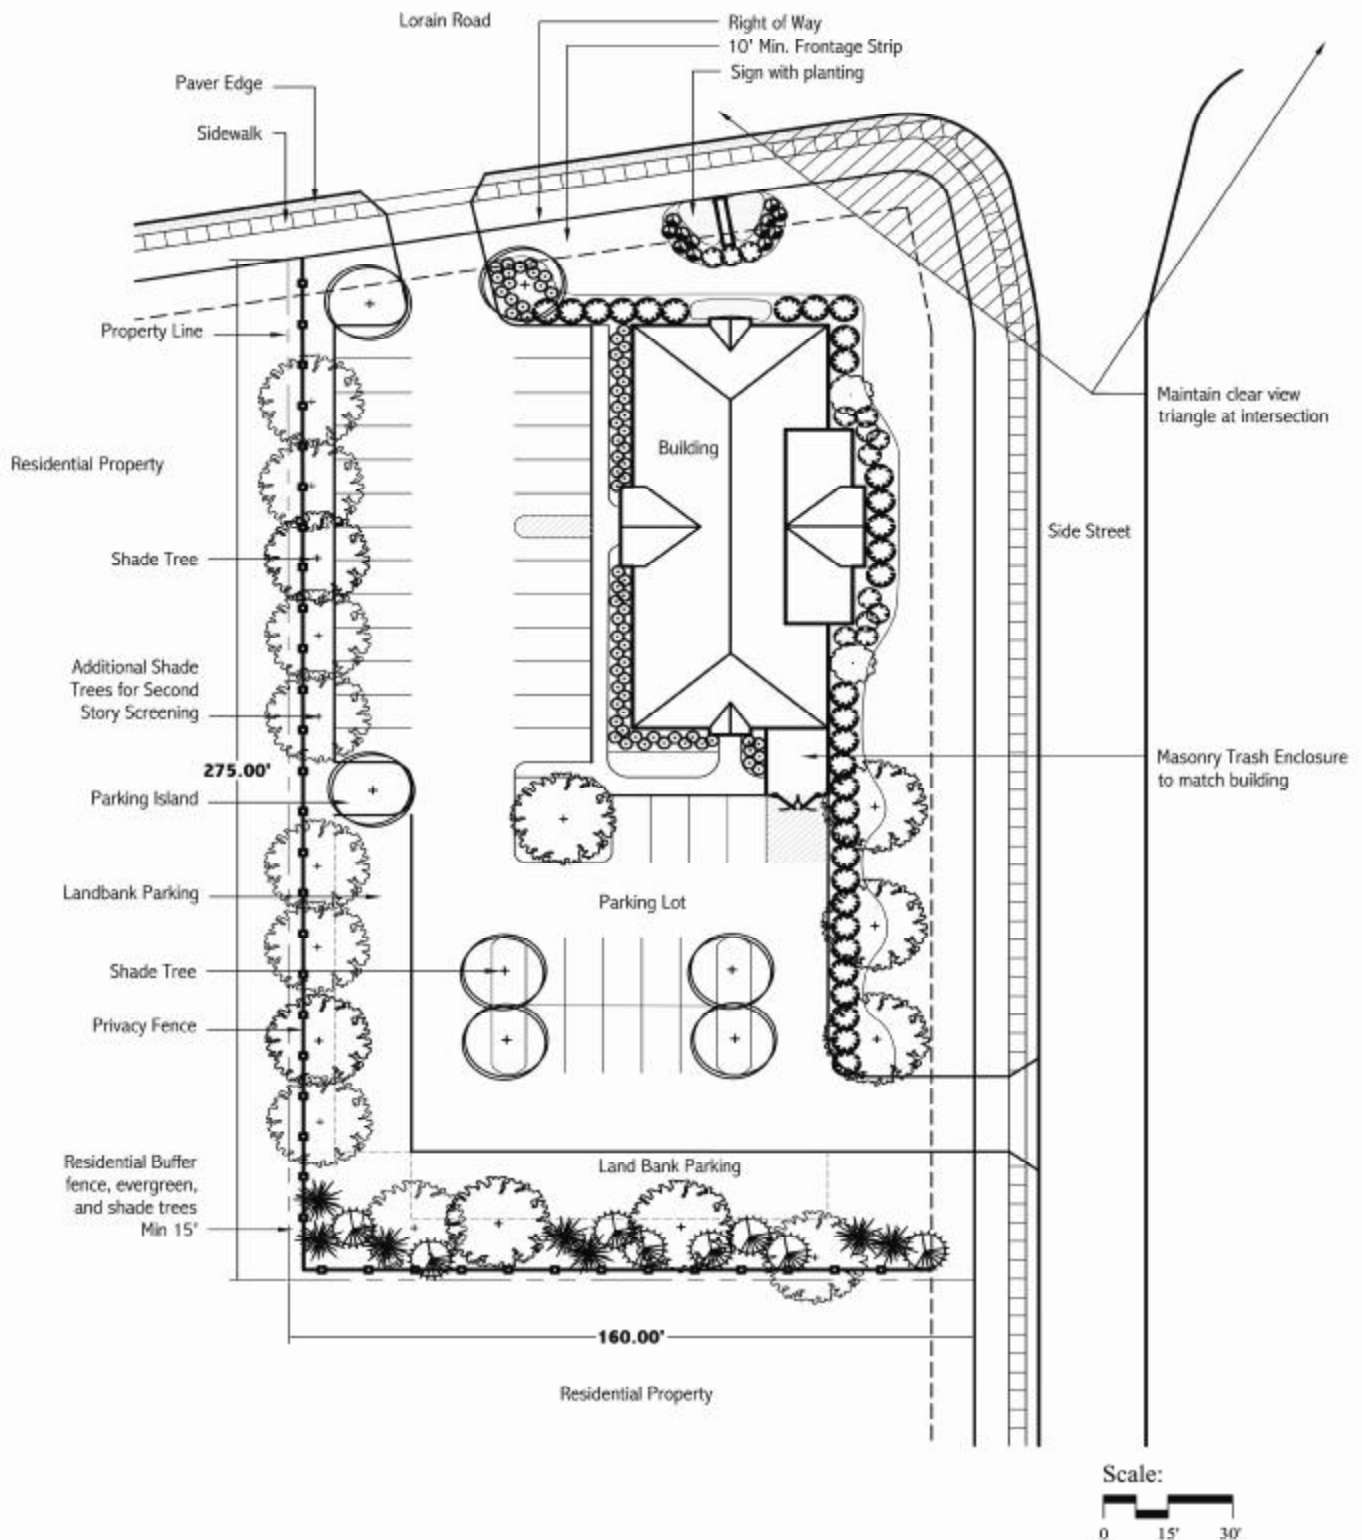 Lorain Road
Right of Way
10' Min. Frontage Strip
Sign with planting
Paver Edge
Sidewalk
Property Line
Maintain clear view
triangle at intersection
Building
Residential Property
Side Street
Shade Tree
Additional Shade
Trees for Second
Story Screening
275.00'
Masonry Trash Enclosure
to match building
Parking Island
Landbank Parking
Parking Lot
Shade Tree
Privacy Fence
Residential Buffer
fence, evergreen,
and shade trees
Min 15'
Land Bank Parking
160.00'
Residential Property
Scale:
0 15' 30'